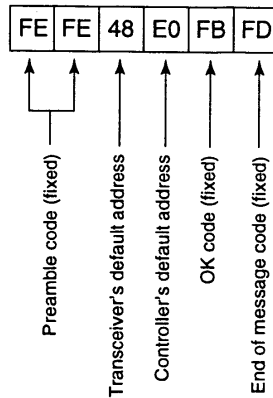 FE FE 48 E0 FB FD
Preamble code (fixed)
Transceiver's default address
Controller's default address
OK code (fixed)
End of message code (fixed)